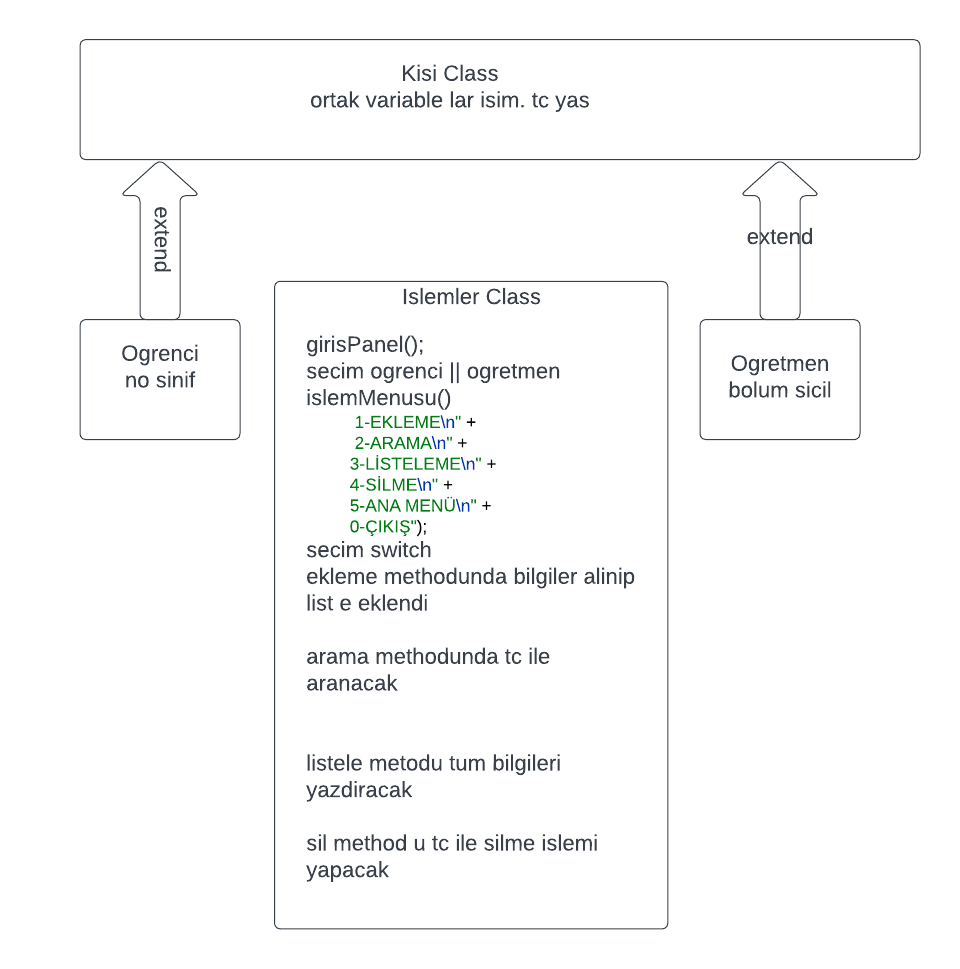 Kisi Class
ortak variable lar isim. tc yas
extend
extend
Ogrenci
no sinif
Islemler Class
girisPanel();
secim ogrenci || ogretmen
islemMenusu()
1-EKLEME\n" +
2-ARAMA\n" +
3-LİSTELEME\n" +
4-SİLME\n" +
5-ANA MENÜ\n" +
0-ÇIKIŞ");
secim switch
ekleme methodunda bilgiler alinip
list e eklendi
arama methodunda tc ile
aranacak
listele metodu tum bilgileri
yazdiracak
sil method u tc ile silme islemi
yapacak
Ogretmen
bolum sicil